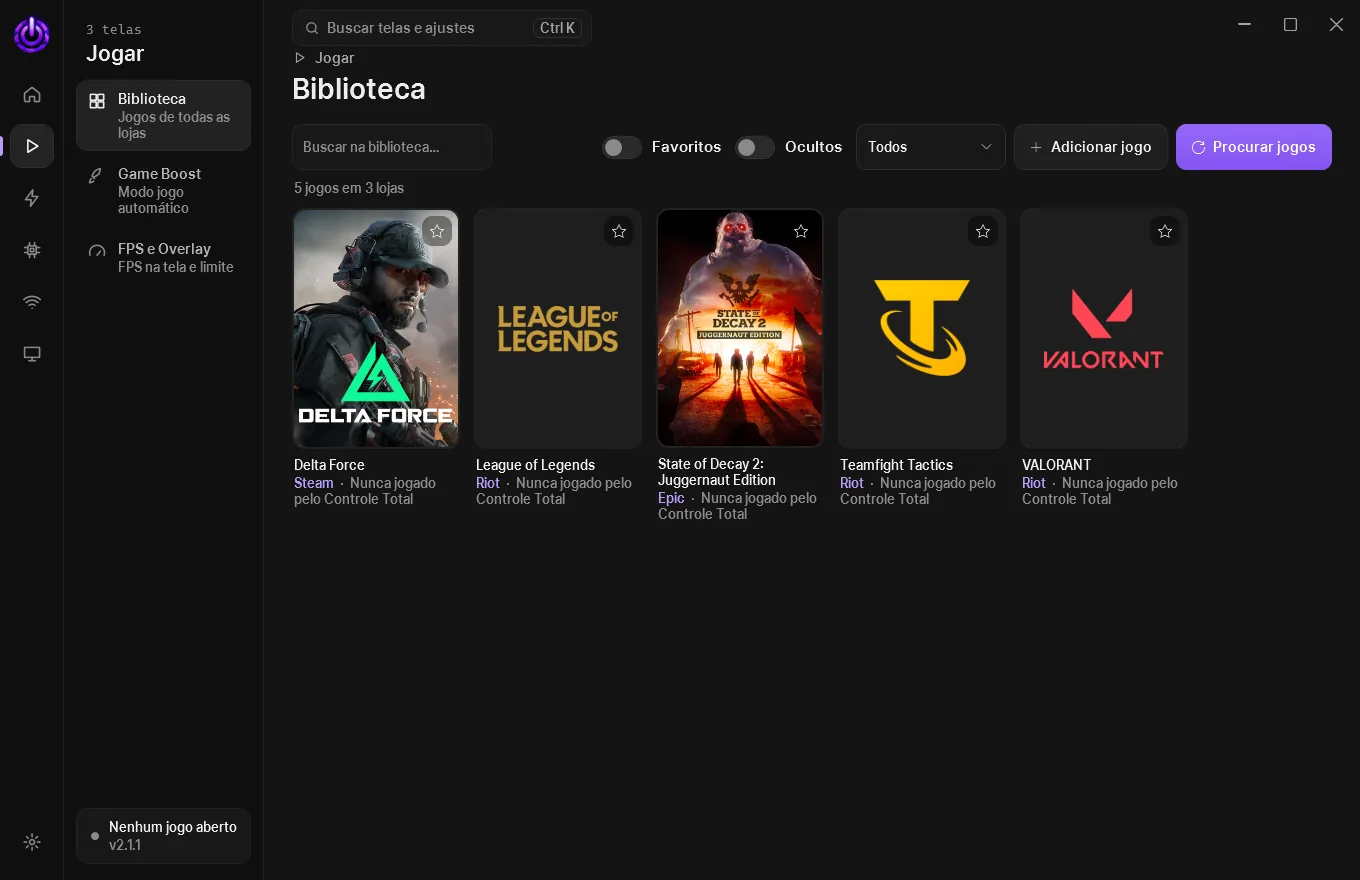 3 telas
Jogar
Biblioteca
Jogos de todas as
lojas
Game Boost
Modo jogo
automático
FPS e Overlay
FPS na tela e limite
Nenhum jogo aberto
v2.1.1
Buscar telas e ajustes
Ctrl K
Jogar
Biblioteca
Buscar na biblioteca...
Favoritos
Ocultos
Todos
Adicionar jogo
Procurar jogos
5 jogos em 3 lojas
DELTA FORCE
Delta Force
Steam · Nunca jogado
pelo Controle Total
LEAGUE OF
LEGENDS
League of Legends
Riot · Nunca jogado pelo
Controle Total
STATE OF
DECAY 2
JUGGERNAUT EDITION
State of Decay 2:
Juggernaut Edition
Epic · Nunca jogado pelo
Controle Total
T
Teamfight Tactics
Riot · Nunca jogado pelo
Controle Total
VALORANT
VALORANT
Riot · Nunca jogado pelo
Controle Total